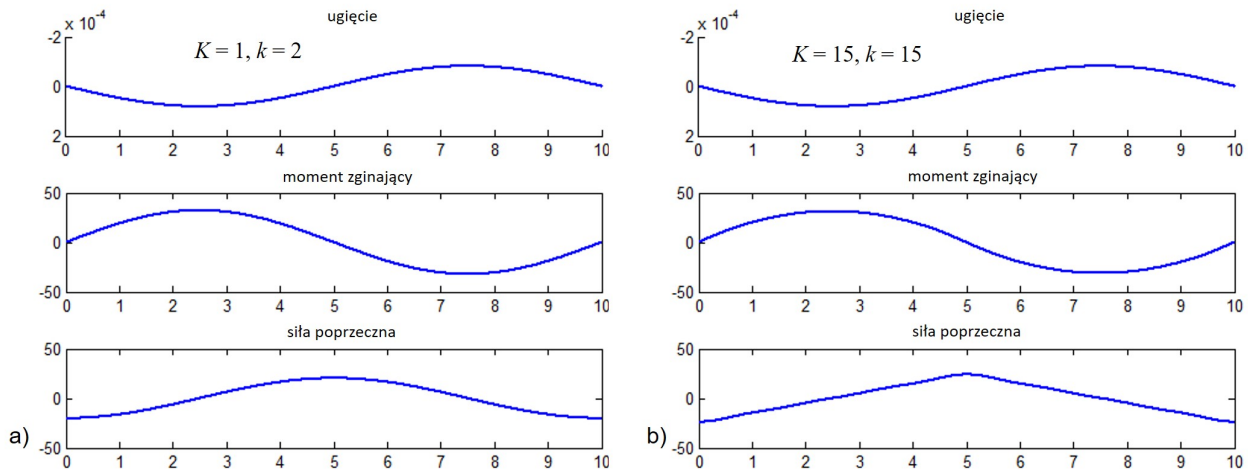 ugięcie
x 10⁻⁴
K = 1, k = 2
-2
0
2
0 1 2 3 4 5 6 7 8 9 10
moment zginający
50
0
-50
0 1 2 3 4 5 6 7 8 9 10
siła poprzeczna
50
0
-50
0 1 2 3 4 5 6 7 8 9 10
a)
ugięcie
x 10⁻⁴
K = 15, k = 15
-2
0
2
0 1 2 3 4 5 6 7 8 9 10
moment zginający
50
0
-50
0 1 2 3 4 5 6 7 8 9 10
siła poprzeczna
50
0
-50
0 1 2 3 4 5 6 7 8 9 10
b)